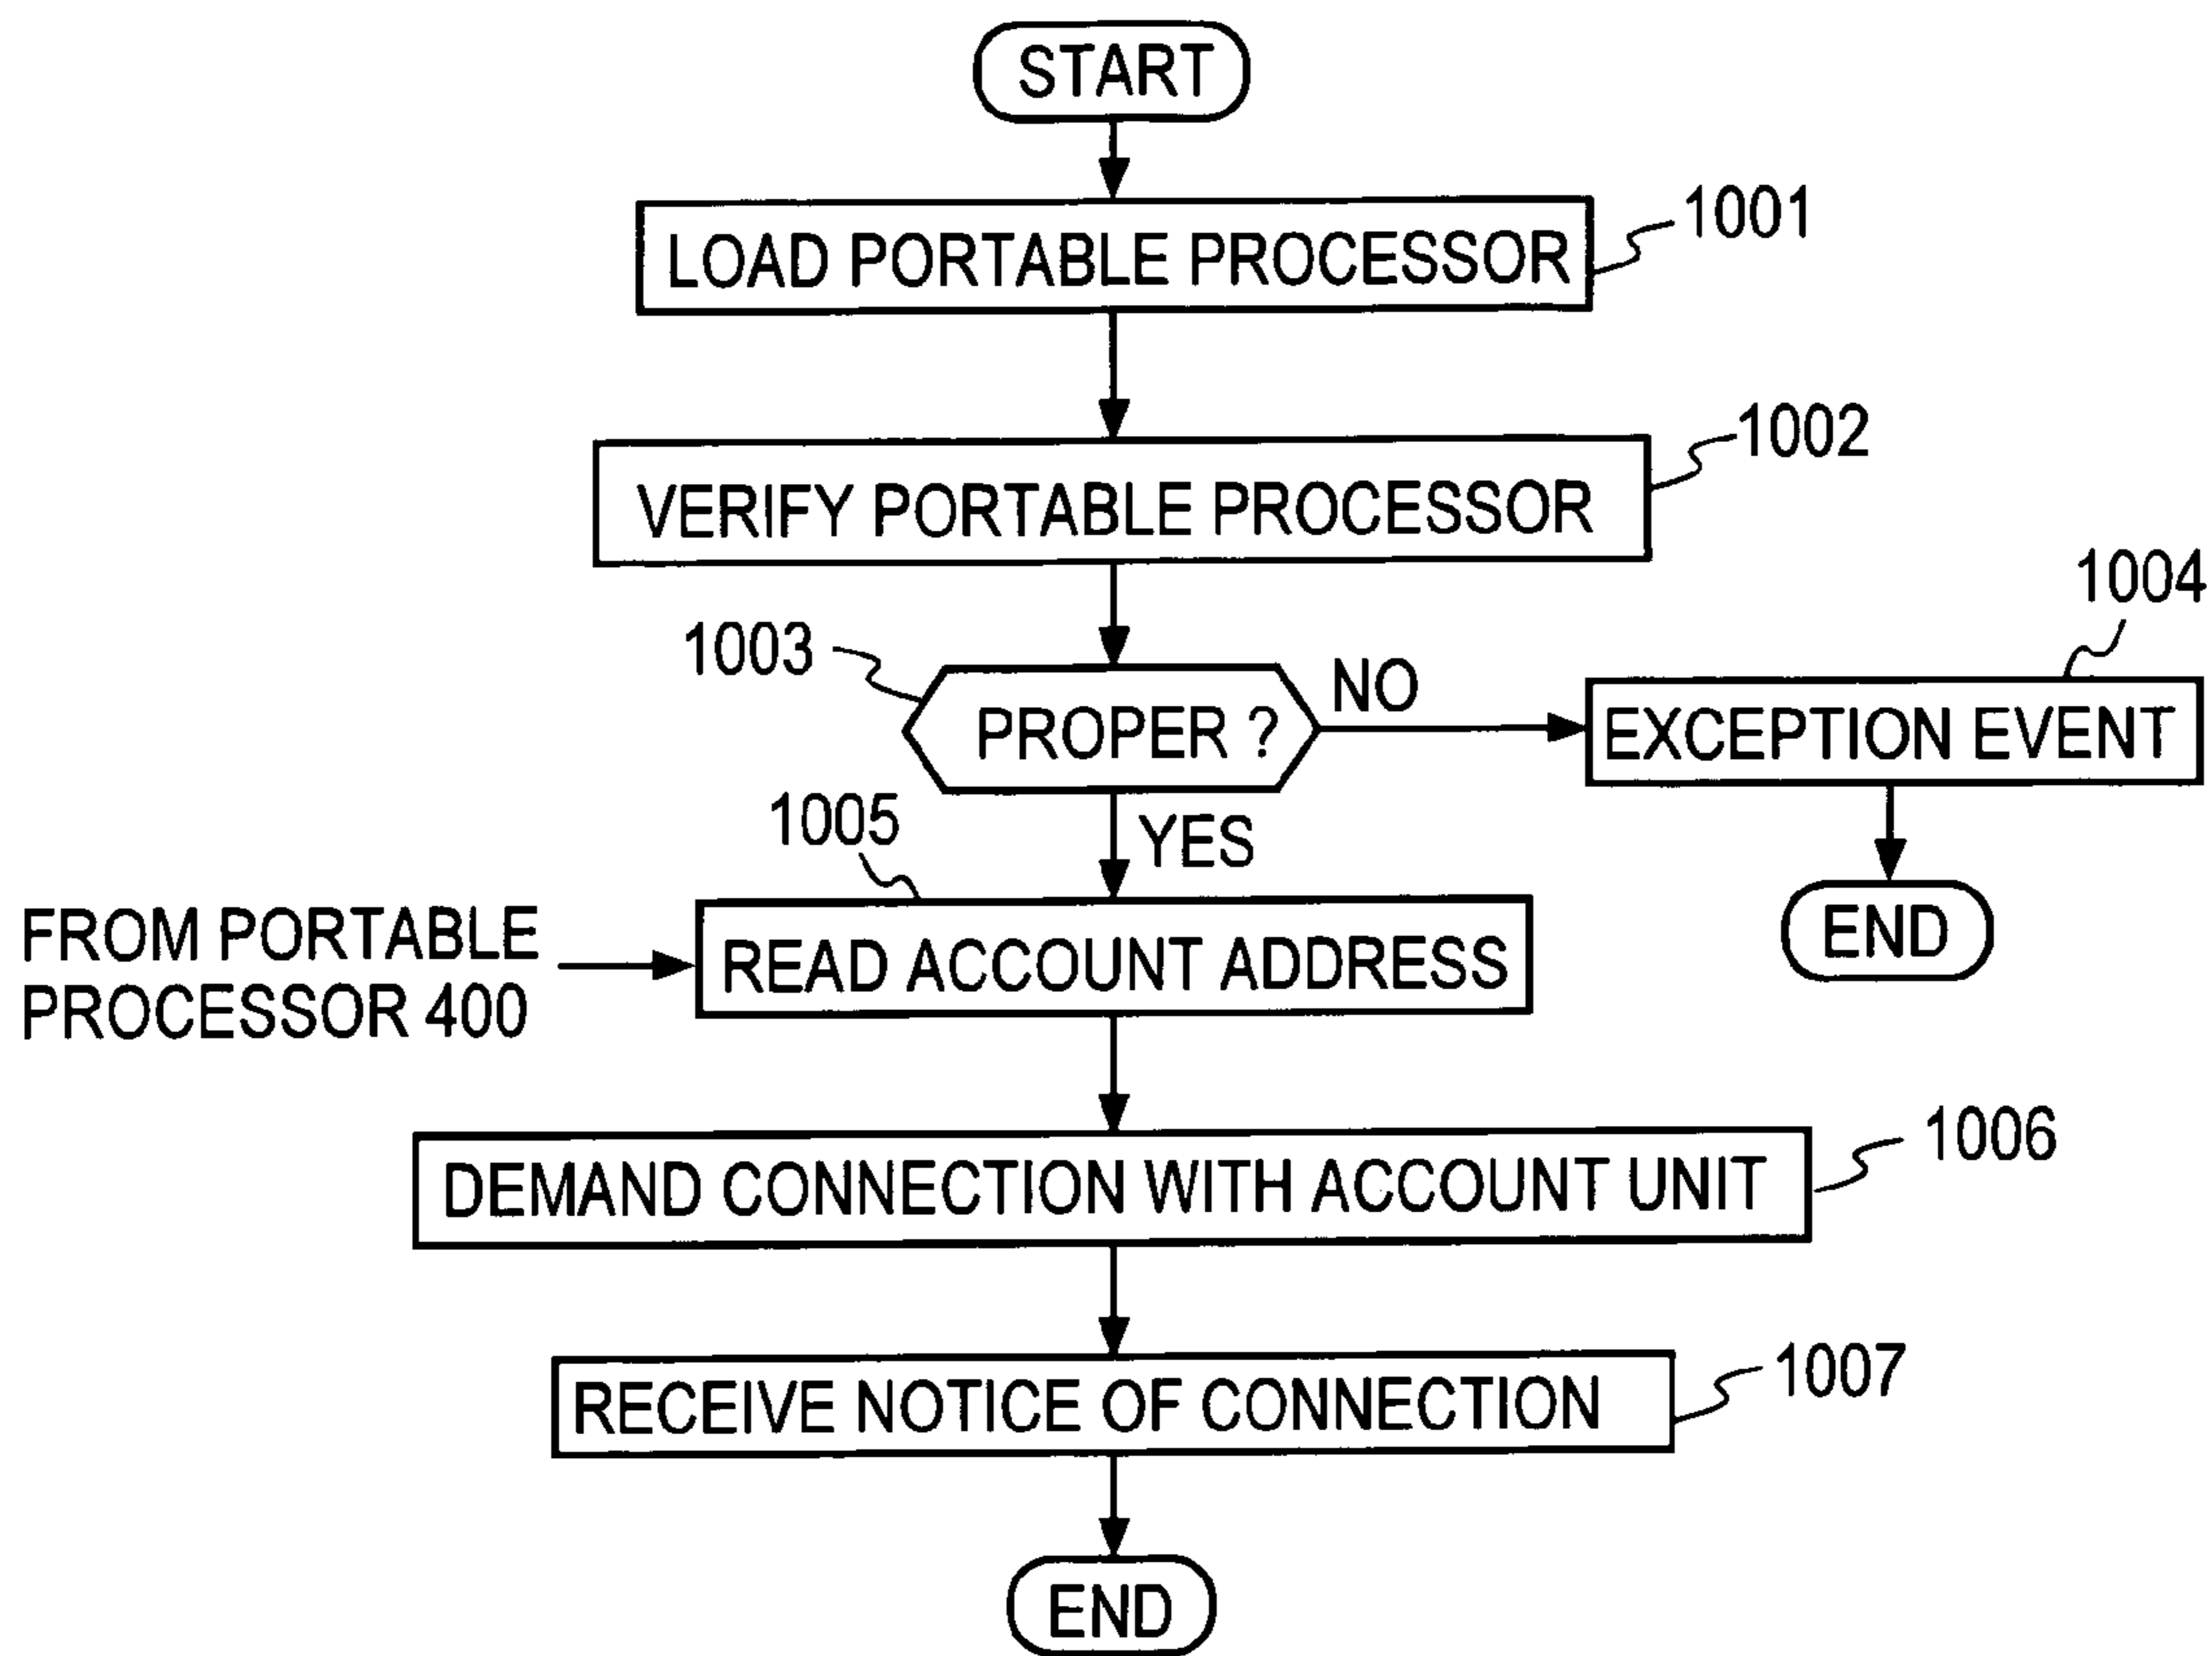 START
LOAD PORTABLE PROCESSOR
1001
VERIFY PORTABLE PROCESSOR
1002
1003
PROPER ?
NO
1004
EXCEPTION EVENT
END
YES
1005
FROM PORTABLE
PROCESSOR 400
READ ACCOUNT ADDRESS
DEMAND CONNECTION WITH ACCOUNT UNIT
1006
RECEIVE NOTICE OF CONNECTION
1007
END